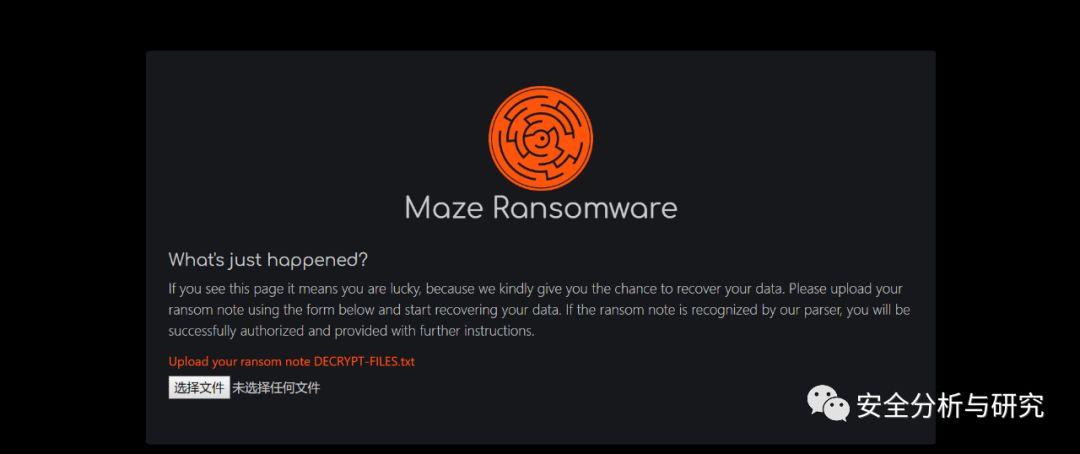 Maze Ransomware
What's just happened?
If you see this page it means you are lucky, because we kindly give you the chance to recover your data. Please upload your
ransom note using the form below and start recovering your data. If the ransom note is recognized by our parser, you will be
successfully authorized and provided with further instructions.
Upload your ransom note DECRYPT-FILES.txt
选择文件 未选择任何文件
安全分析与研究